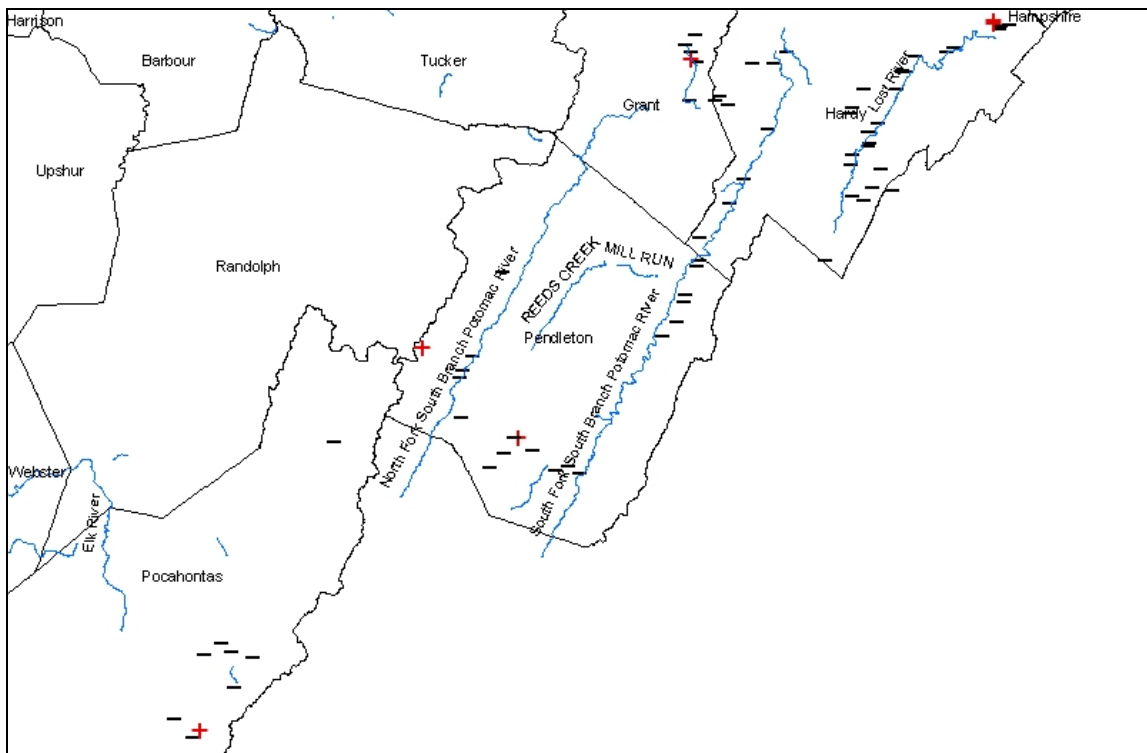 Harrison
Hampshire
Barbour
Tucker
Grant
Hardy
Lost River
Upshur
Randolph
REEDS CREEK
MILL RUN
North Fork South Branch Potomac River
Pendleton
South Fork South Branch Potomac River
Webster
Elk River
Pocahontas